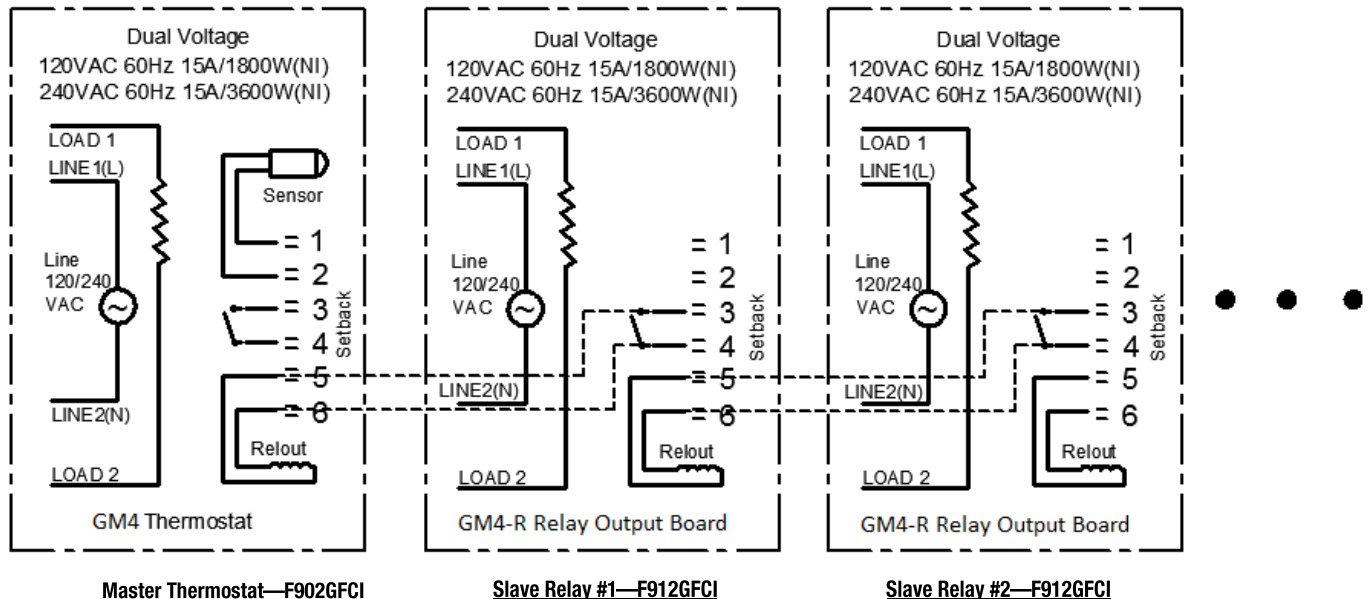 Dual Voltage
120VAC 60Hz 15A/1800W(NI)
240VAC 60Hz 15A/3600W(NI)
LOAD 1
LINE1(L)
Sensor
1
Line
120/240
VAC
2
3
4
Setback
5
6
LINE2(N)
Relout
LOAD 2
GM4 Thermostat
Master Thermostat—F902GFCI
Dual Voltage
120VAC 60Hz 15A/1800W(NI)
240VAC 60Hz 15A/3600W(NI)
LOAD 1
LINE1(L)
1
Line
120/240
VAC
2
3
4
Setback
5
6
LINE2(N)
Relout
LOAD 2
GM4-R Relay Output Board
Slave Relay #1—F912GFCI
Dual Voltage
120VAC 60Hz 15A/1800W(NI)
240VAC 60Hz 15A/3600W(NI)
LOAD 1
LINE1(L)
1
Line
120/240
VAC
2
3
4
Setback
5
6
LINE2(N)
Relout
LOAD 2
GM4-R Relay Output Board
Slave Relay #2—F912GFCI